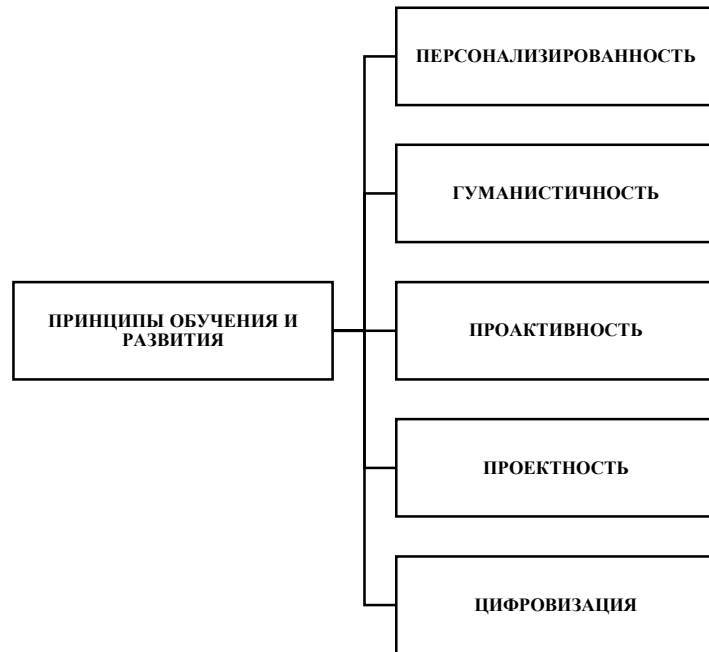 ПЕРСОНАЛИЗИРОВАННОСТЬ
ГУМАНИСТИЧНОСТЬ
ПРИНЦИПЫ ОБУЧЕНИЯ И
РАЗВИТИЯ
ПРОАКТИВНОСТЬ
ПРОЕКТНОСТЬ
ЦИФРОВИЗАЦИЯ